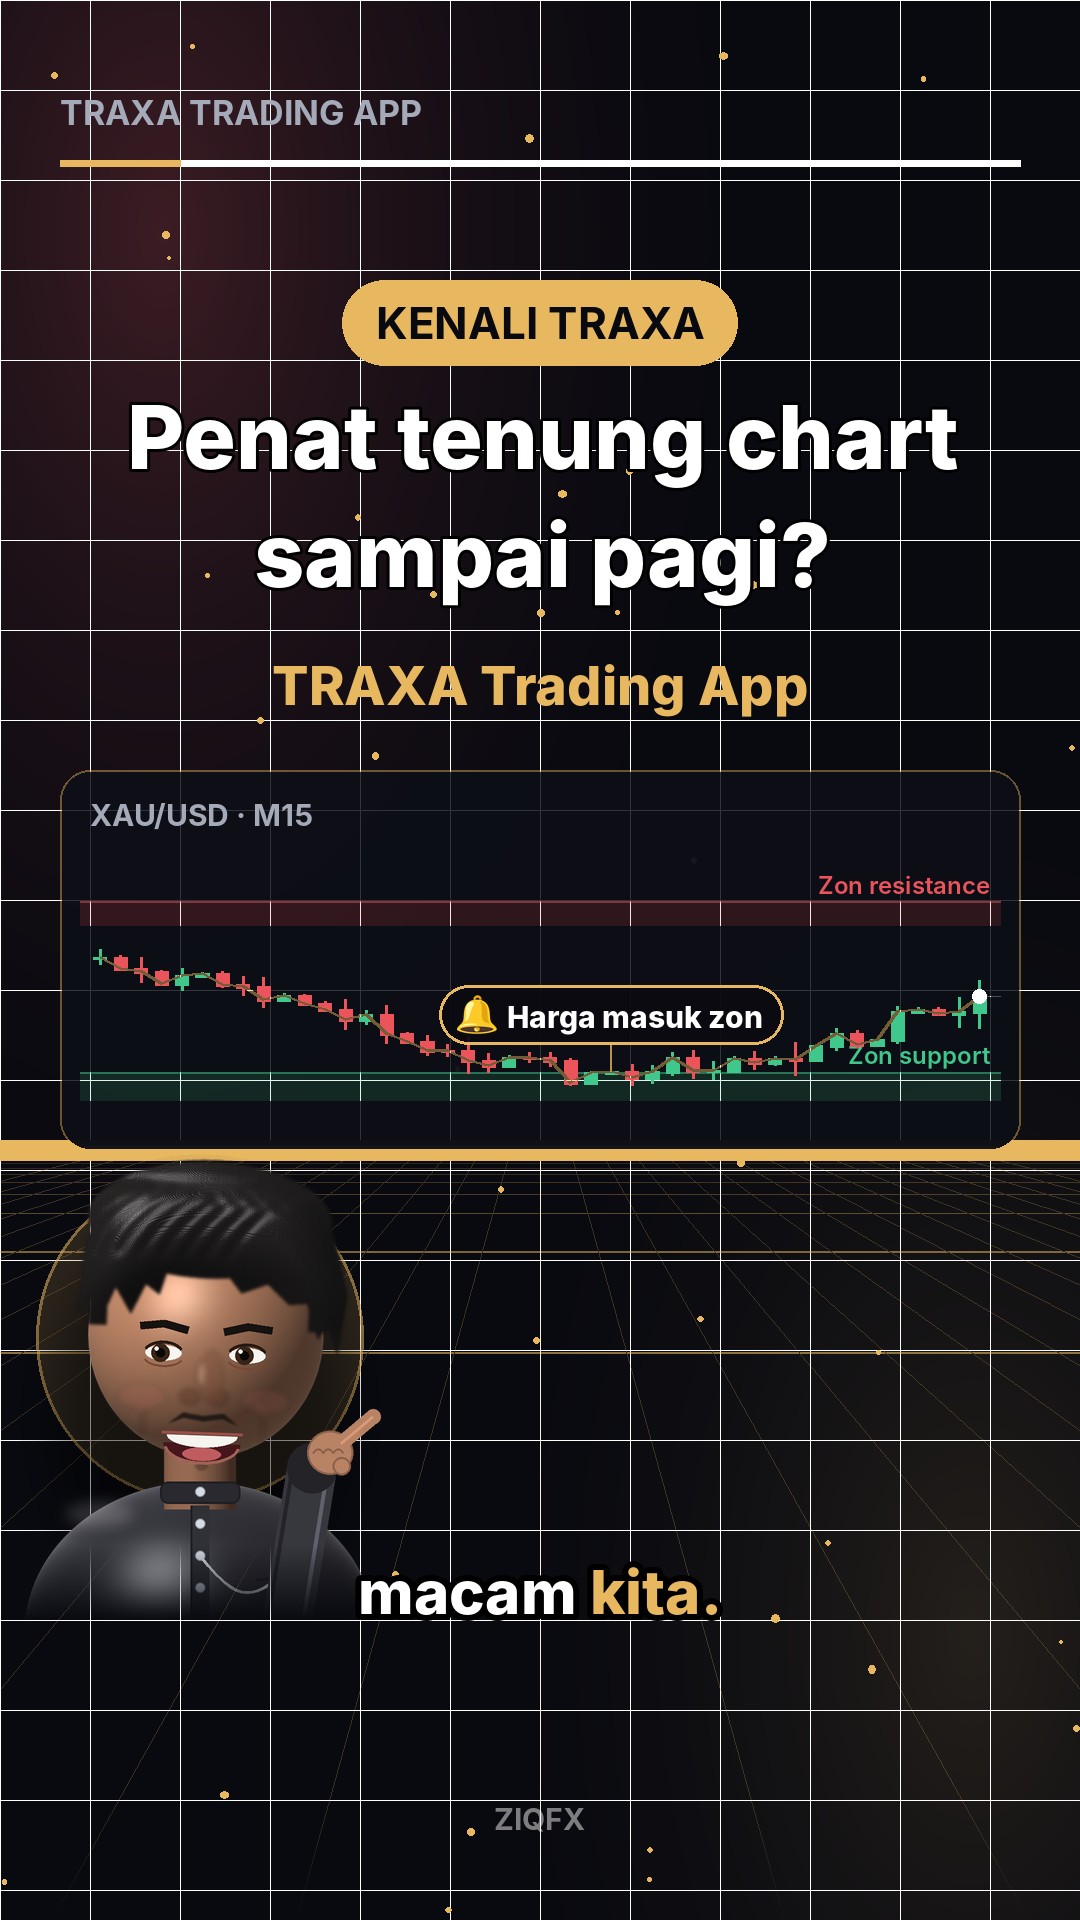 TRAXA TRADING APP
KENALI TRAXA
Penat tenung chart
sampai pagi?
TRAXA Trading App
XAU/USD · M15
Zon resistance
🔔 Harga masuk zon
Zon support
macam kita.
ZIQFX